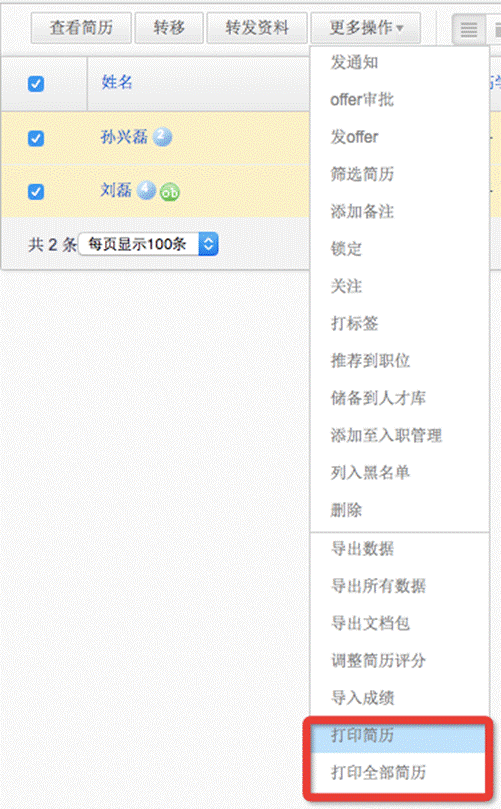 查看简历 转移 转发资料 更多操作
姓名
孙兴磊 2
刘磊 4 ob
共 2 条 每页显示100条
发通知
offer审批
发offer
筛选简历
添加备注
锁定
关注
打标签
推荐到职位
储备到人才库
添加至入职管理
列入黑名单
删除
导出数据
导出所有数据
导出文档包
调整简历评分
导入成绩
打印简历
打印全部简历